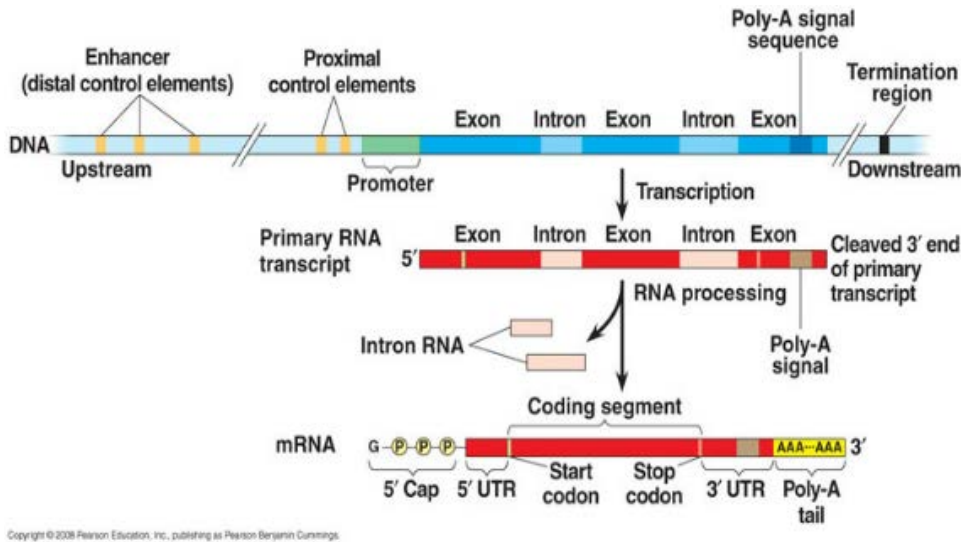 Poly-A signal
sequence
Enhancer
(distal control elements)
Proximal
control elements
Termination
region
Exon Intron Exon Intron Exon
DNA
Upstream
Promoter
Downstream
Transcription
Primary RNA
transcript
5′
Exon Intron Exon Intron Exon
Cleaved 3′ end
of primary
transcript
RNA processing
Intron RNA
Poly-A
signal
Coding segment
mRNA
G P P P
AAA···AAA 3′
5′ Cap
5′ UTR
Start
codon
Stop
codon
3′ UTR
Poly-A
tail
Copyright © 2008 Pearson Education, Inc., publishing as Pearson Benjamin Cummings.